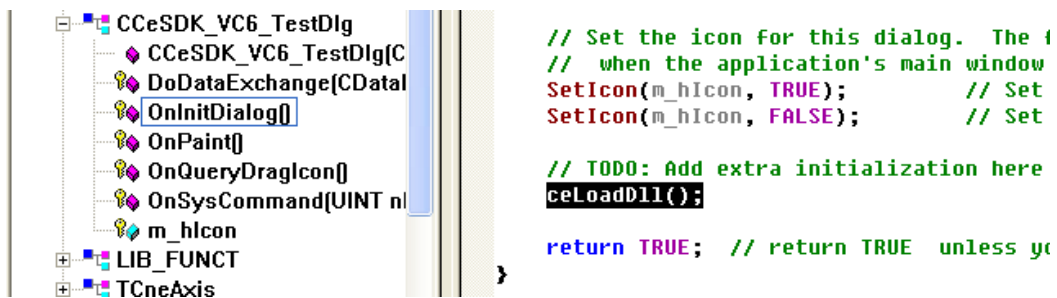 CCeSDK_VC6_TestDlg
CCeSDK_VC6_TestDlg(C
DoDataExchange(CDataI
OnInitDialog()
OnPaint()
OnQueryDragIcon()
OnSysCommand(UINT nI
m_hIcon
LIB_FUNCT
TCneAxis
// Set the icon for this dialog.  The f
//  when the application's main window
SetIcon(m_hIcon, TRUE);         // Set
SetIcon(m_hIcon, FALSE);        // Set
// TODO: Add extra initialization here
ceLoadDll();
return TRUE;  // return TRUE  unless yo
}